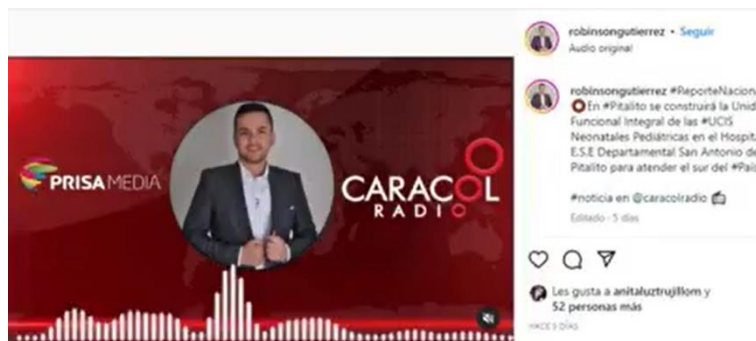 robinsongutierrez • Seguir
Audio original
robinsongutierrez #ReporteNacional
⭕En #Pitalito se construirá la Unid
Funcional Integral de las #UCIS
Neonatales Pediátricas en el Hospit
E.S.E Departamental San Antonio de
Pitalito para atender el sur del #País
#noticia en @caracolradio 📻
Editado · 5 días
PRISA MEDIA
CARACOL
RADIO
Les gusta a anitaluztrujillom y
52 personas más
HACE 5 DÍAS